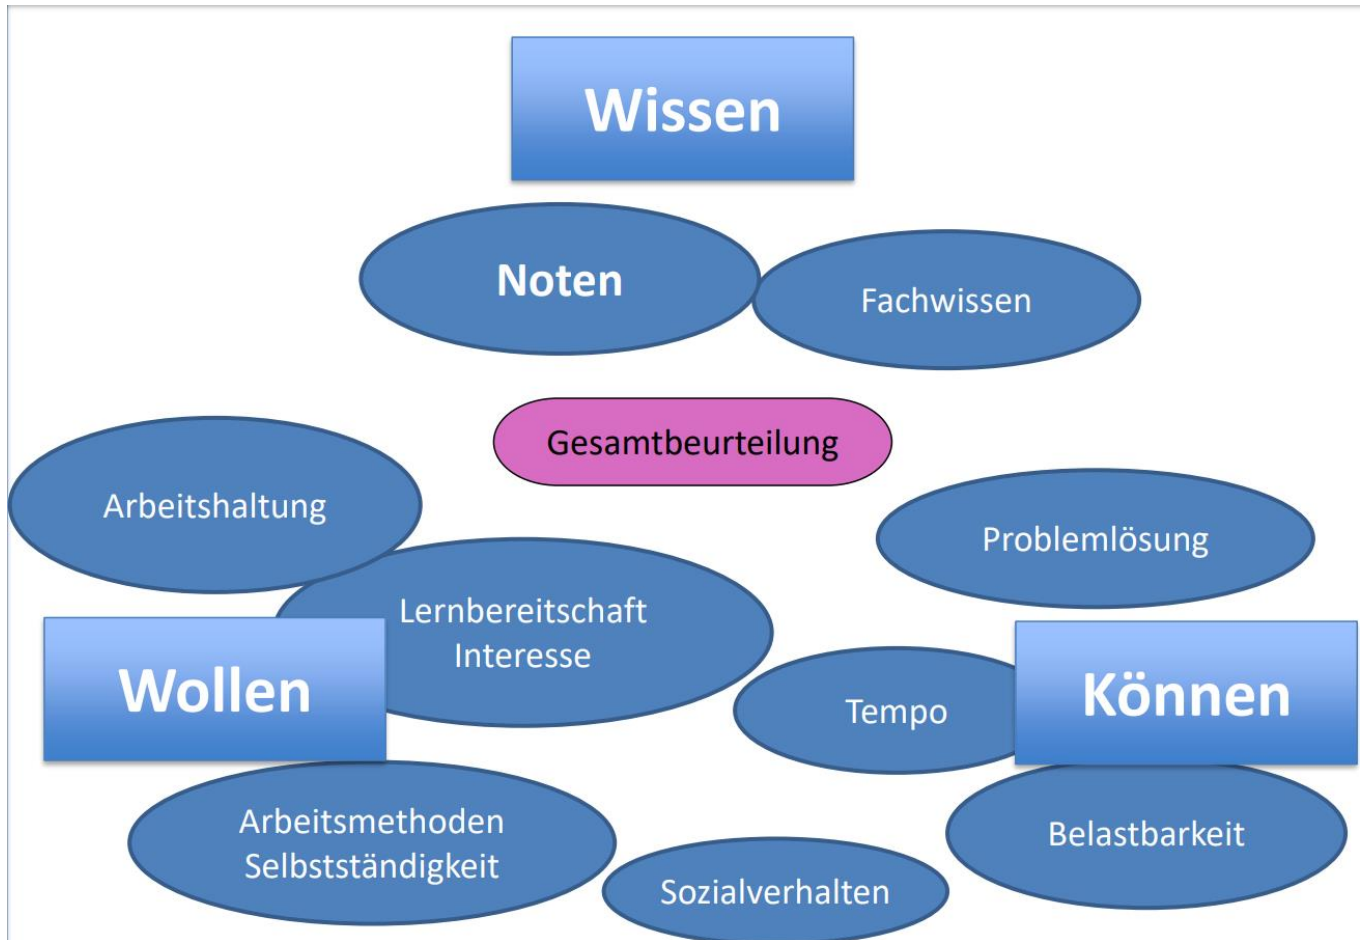 Wissen
Noten
Fachwissen
Gesamtbeurteilung
Arbeitshaltung
Problemlösung
Lernbereitschaft
Interesse
Wollen
Tempo
Können
Arbeitsmethoden
Selbstständigkeit
Belastbarkeit
Sozialverhalten